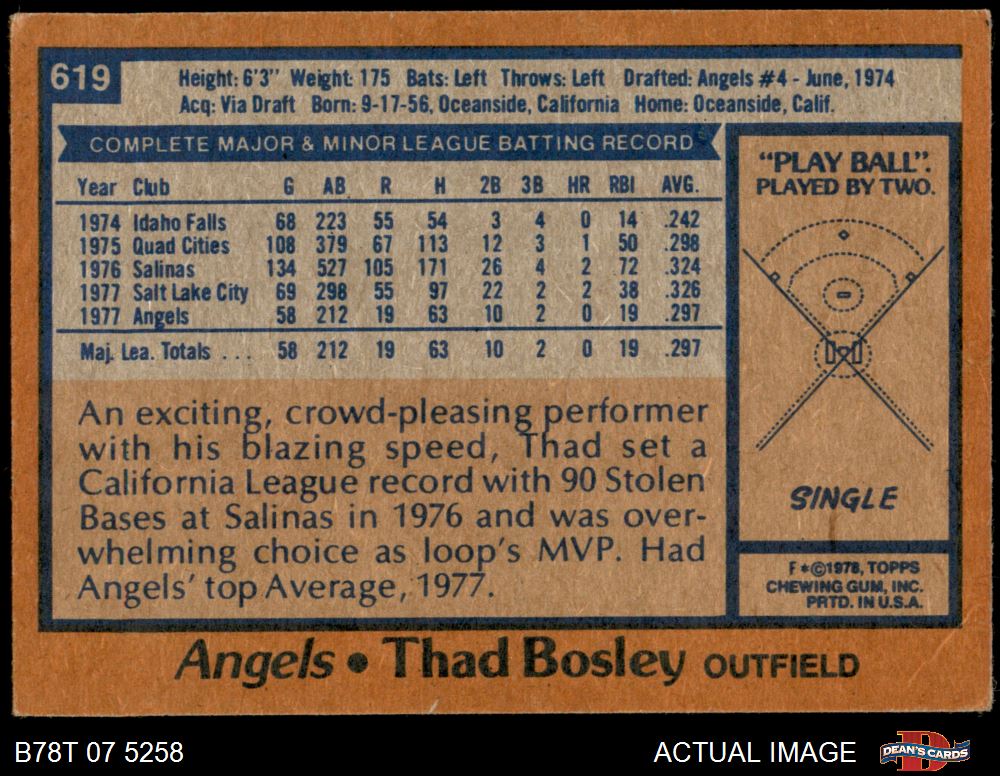 619
Height: 6'3" Weight: 175 Bats: Left Throws: Left Drafted: Angels #4 - June, 1974
Acq: Via Draft Born: 9-17-56, Oceanside, California Home: Oceanside, Calif.
COMPLETE MAJOR & MINOR LEAGUE BATTING RECORD
Year Club G AB R H 2B 3B HR RBI AVG.
1974 Idaho Falls 68 223 55 54 3 4 0 14 .242
1975 Quad Cities 108 379 67 113 12 3 1 50 .298
1976 Salinas 134 527 105 171 26 4 2 72 .324
1977 Salt Lake City 69 298 55 97 22 2 2 38 .326
1977 Angels 58 212 19 63 10 2 0 19 .297
Maj. Lea. Totals . . . 58 212 19 63 10 2 0 19 .297
An exciting, crowd-pleasing performer
with his blazing speed, Thad set a
California League record with 90 Stolen
Bases at Salinas in 1976 and was over-
whelming choice as loop's MVP. Had
Angels' top Average, 1977.
"PLAY BALL".
PLAYED BY TWO.
SINGLE
F*©1978, TOPPS
CHEWING GUM, INC.
PRTD. IN U.S.A.
Angels • Thad Bosley OUTFIELD
B78T 07 5258
ACTUAL IMAGE
D
DEAN'S CARDS